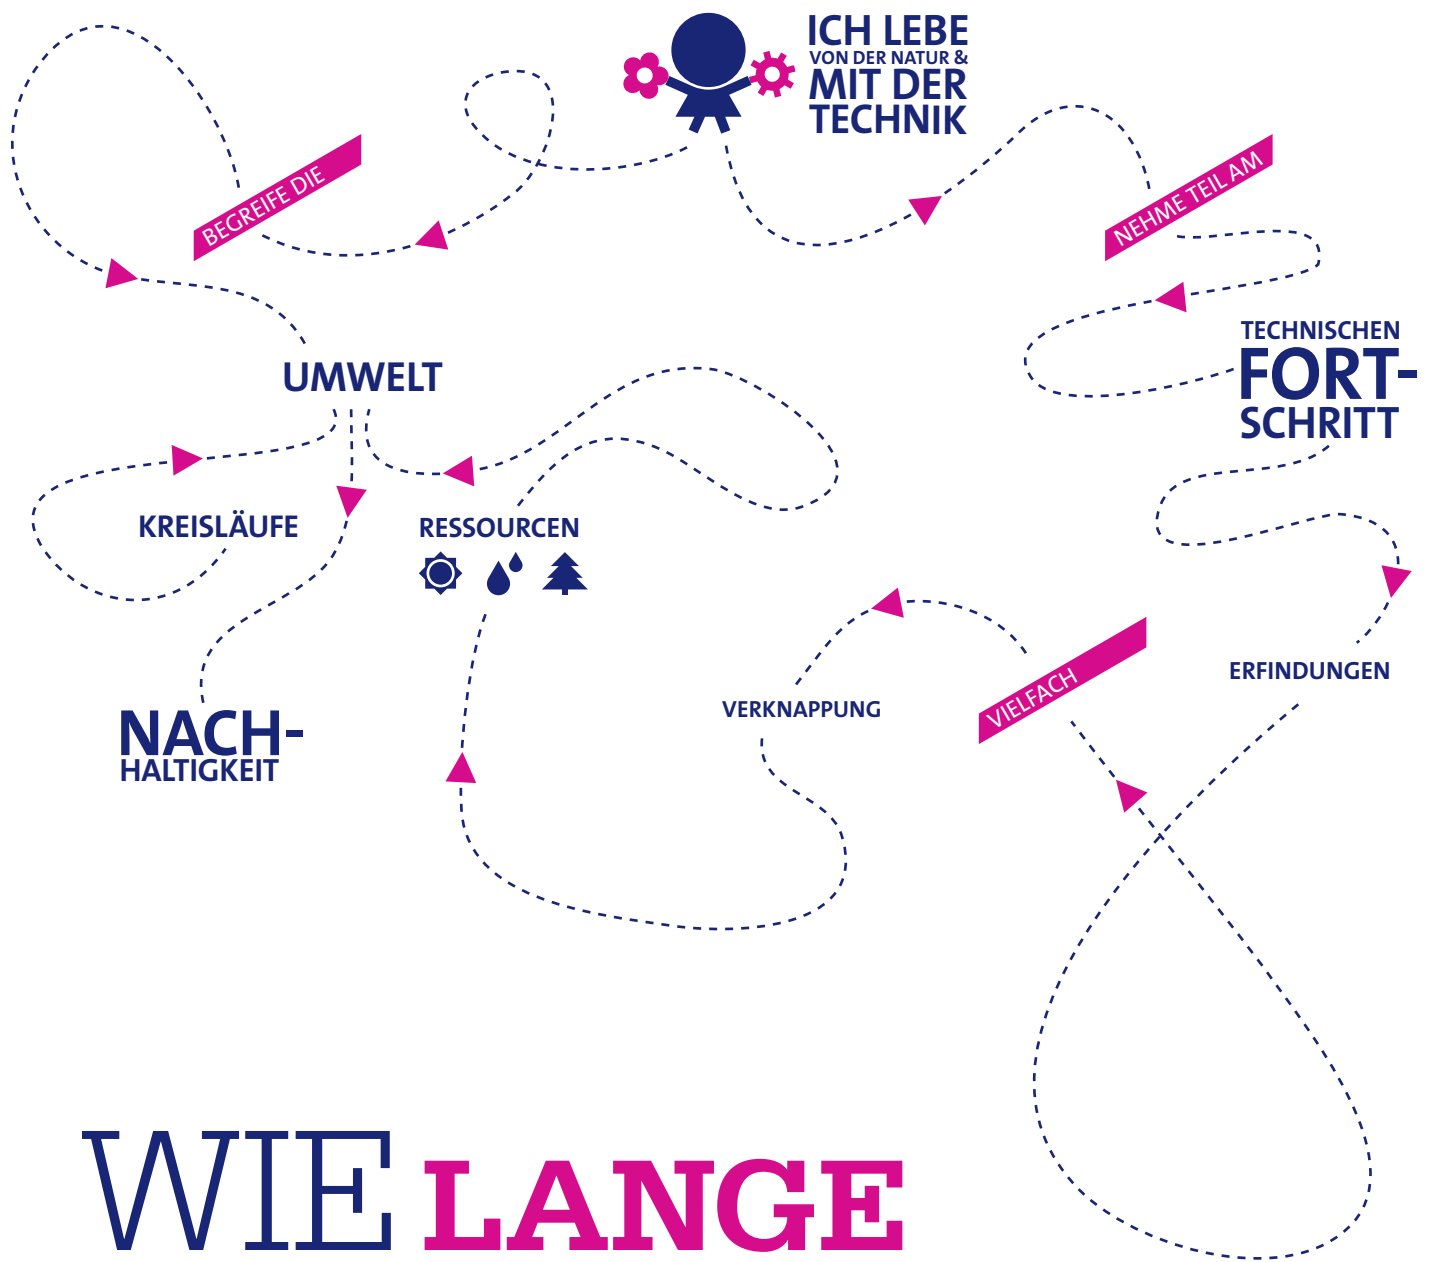 ICH LEBE
VON DER NATUR &
MIT DER
TECHNIK
BEGREIFE DIE
NEHME TEIL AM
TECHNISCHEN
FORT-
SCHRITT
UMWELT
KREISLÄUFE
RESSOURCEN
VIELFACH
ERFINDUNGEN
VERKNAPPUNG
NACH-
HALTIGKEIT
WIE LANGE